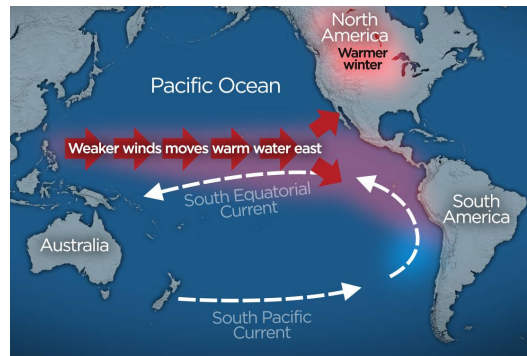 North
America
Warmer
winter
Pacific Ocean
Weaker winds moves warm water east
South Equatorial
Current
South
America
Australia
South Pacific
Current